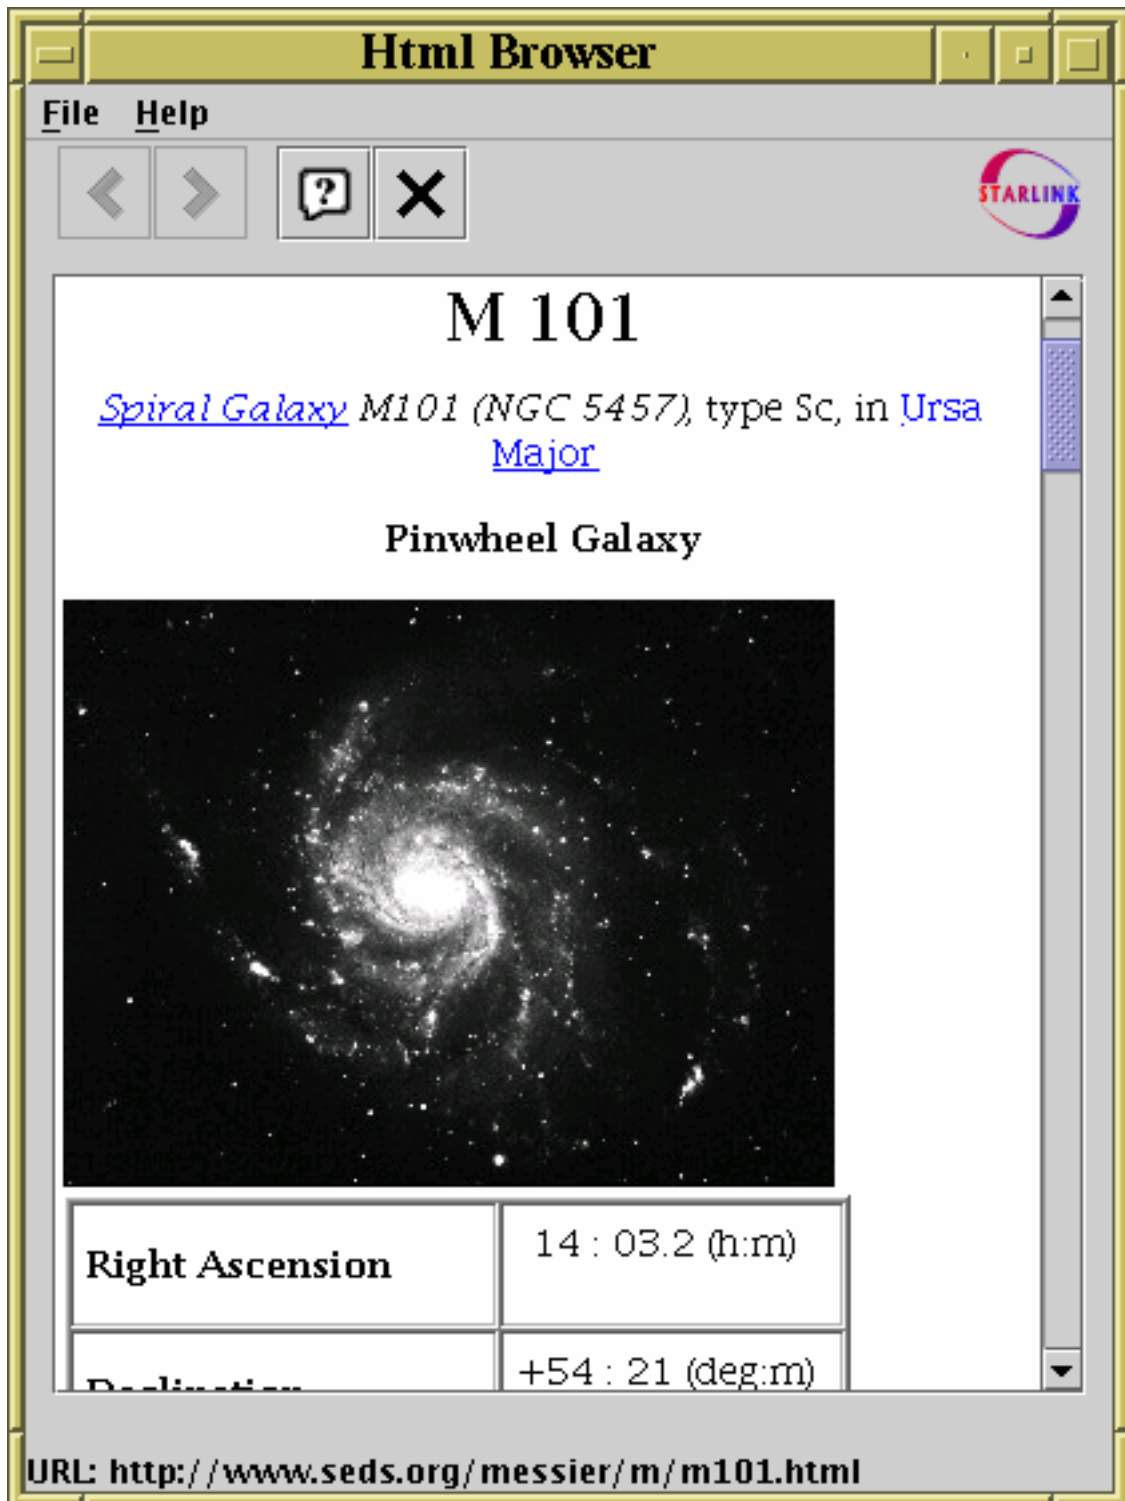 Html Browser
File Help
?
STARLINK
M 101
Spiral Galaxy M101 (NGC 5457), type Sc, in Ursa
Major
Pinwheel Galaxy
Right Ascension
14 : 03.2 (h:m)
Declination
+54 : 21 (deg:m)
URL: http://www.seds.org/messier/m/m101.html